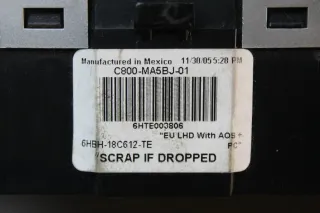 Manufactured in Mexico 11/30/05 5:28 PM
C800-MA5BJ-01
6HTE003806
"EU LHD With AOS +
6HBH-18C612-TE PC"
"SCRAP IF DROPPED